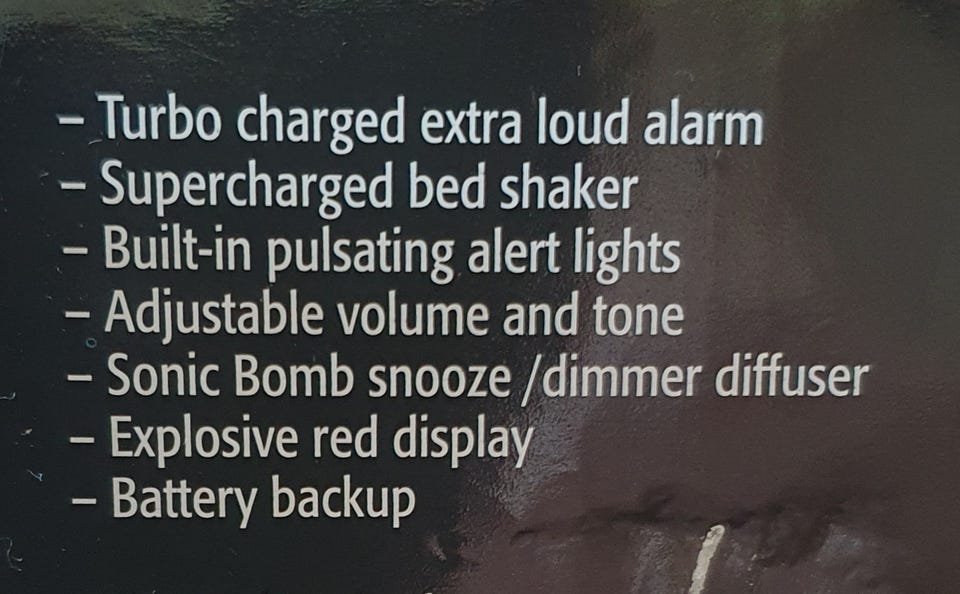 – Turbo charged extra loud alarm
– Supercharged bed shaker
– Built-in pulsating alert lights
– Adjustable volume and tone
– Sonic Bomb snooze /dimmer diffuser
– Explosive red display
– Battery backup